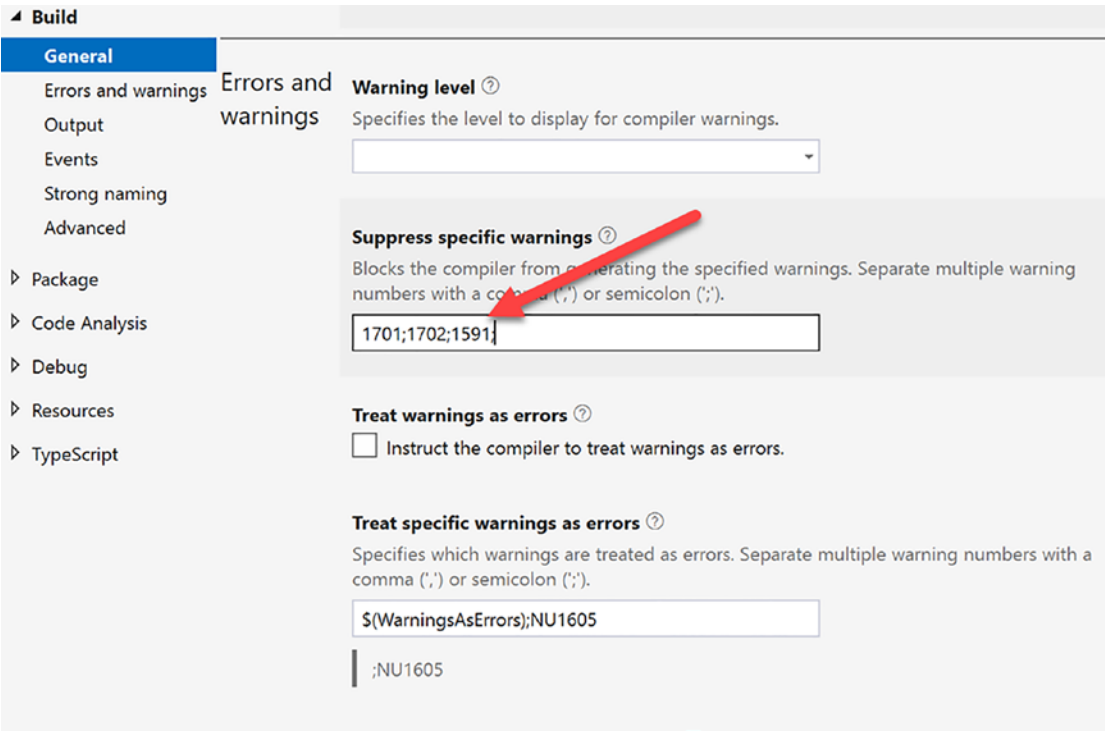 Build
General
Errors and warnings
Output
Events
Strong naming
Advanced
Package
Code Analysis
Debug
Resources
TypeScript
Errors and
warnings
Warning level ?
Specifies the level to display for compiler warnings.
Suppress specific warnings ?
Blocks the compiler from generating the specified warnings. Separate multiple warning
numbers with a comma (',') or semicolon (';').
1701;1702;1591;
Treat warnings as errors ?
Instruct the compiler to treat warnings as errors.
Treat specific warnings as errors ?
Specifies which warnings are treated as errors. Separate multiple warning numbers with a
comma (',') or semicolon (';').
$(WarningsAsErrors);NU1605
;NU1605